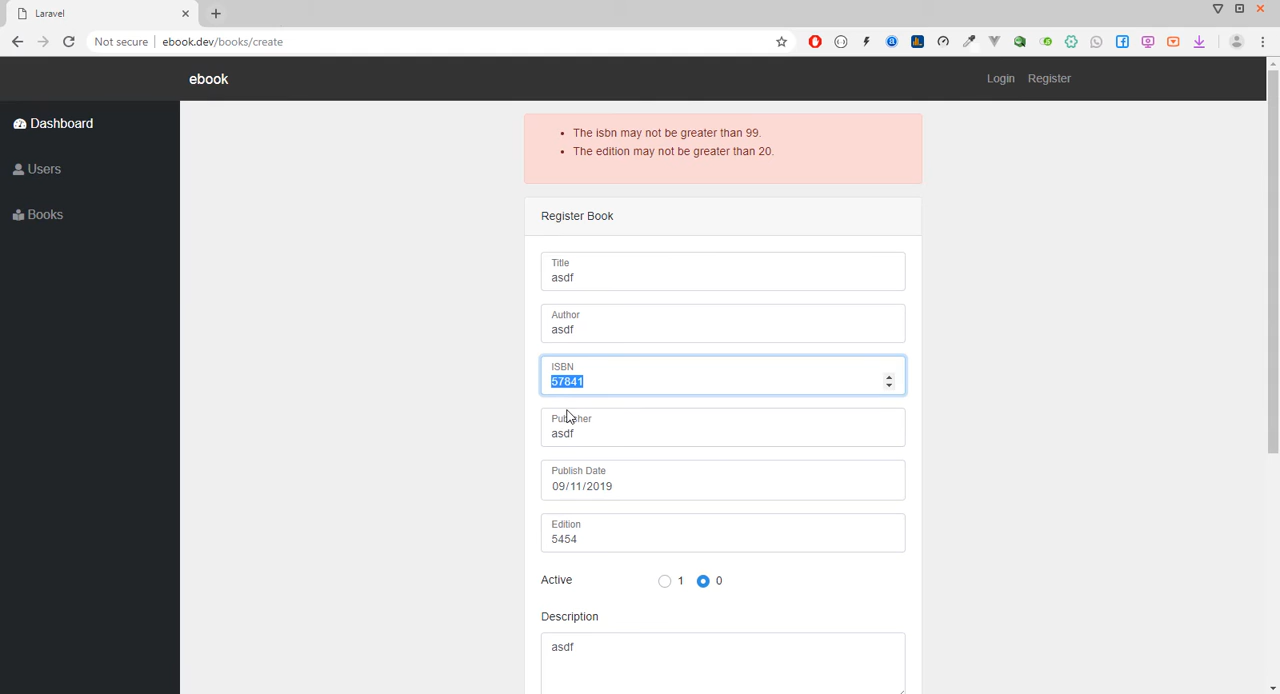 Laravel
Not secure
ebook.dev/books/create
ebook
Login
Register
Dashboard
Users
Books
The isbn may not be greater than 99.
The edition may not be greater than 20.
Register Book
Title
asdf
Author
asdf
ISBN
57841
Publisher
asdf
Publish Date
09/11/2019
Edition
5454
Active
1
0
Description
asdf